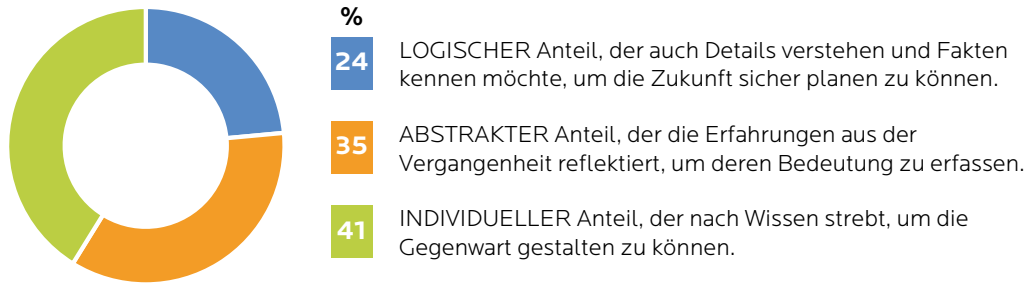 %
24
LOGISCHER Anteil, der auch Details verstehen und Fakten
kennen möchte, um die Zukunft sicher planen zu können.
35
ABSTRAKTER Anteil, der die Erfahrungen aus der
Vergangenheit reflektiert, um deren Bedeutung zu erfassen.
41
INDIVIDUELLER Anteil, der nach Wissen strebt, um die
Gegenwart gestalten zu können.